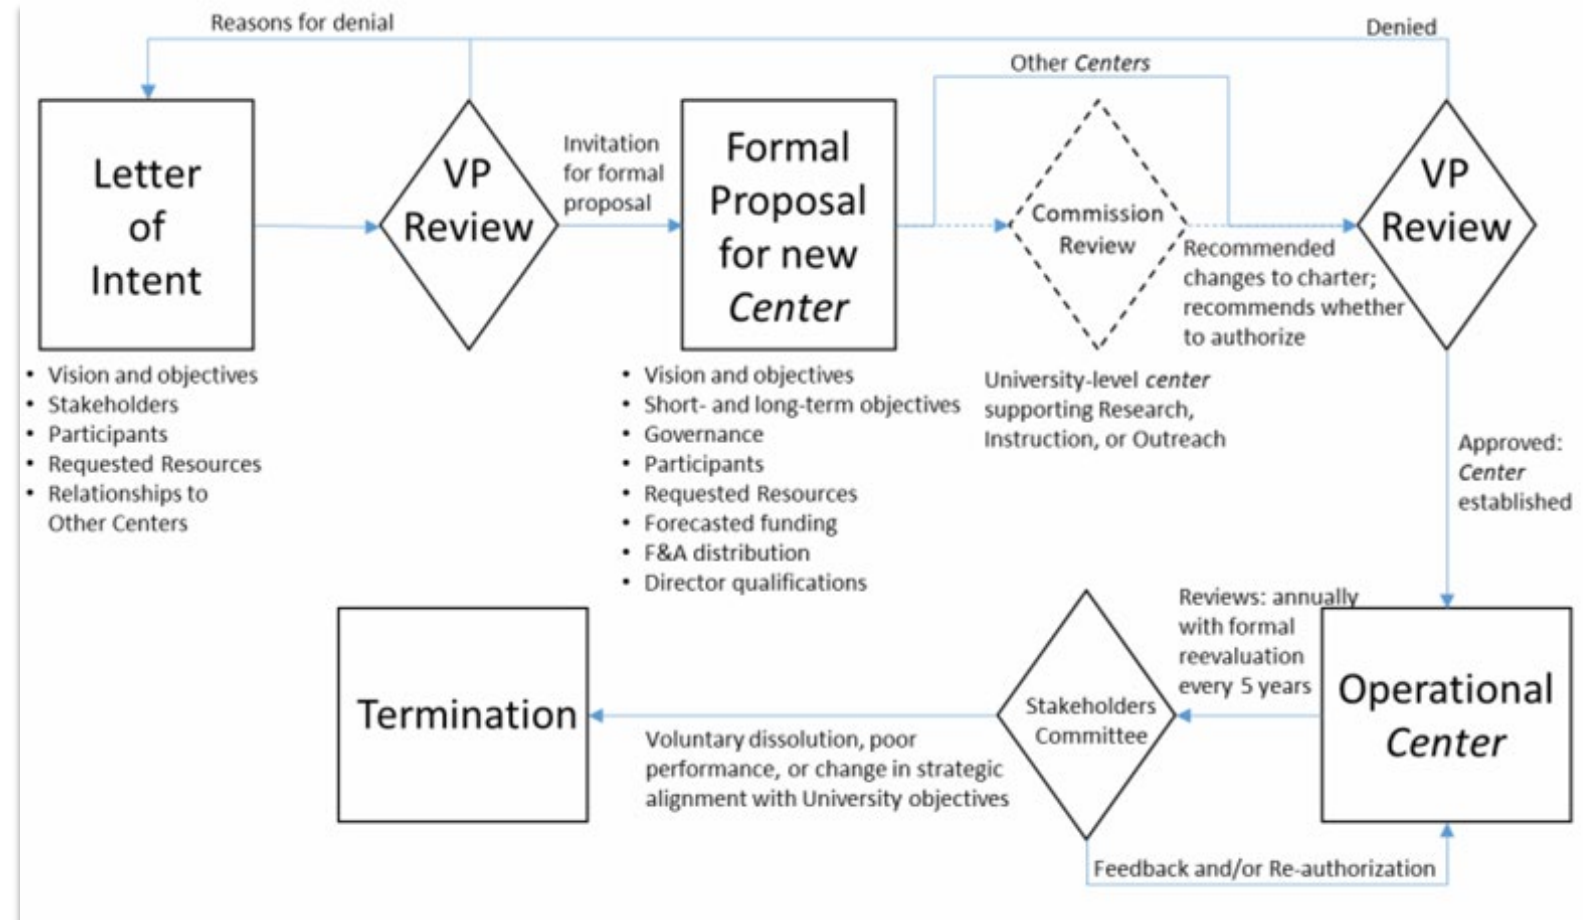 Reasons for denial
Denied
Other Centers
Letter
of
Intent
VP
Review
Invitation
for formal
proposal
Formal
Proposal
for new
Center
Commission
Review
Recommended
changes to charter;
recommends whether
to authorize
VP
Review
• Vision and objectives
• Stakeholders
• Participants
• Requested Resources
• Relationships to
Other Centers
• Vision and objectives
• Short- and long-term objectives
• Governance
• Participants
• Requested Resources
• Forecasted funding
• F&A distribution
• Director qualifications
University-level center
supporting Research,
Instruction, or Outreach
Approved:
Center
established
Operational
Center
Reviews: annually
with formal
reevaluation
every 5 years
Stakeholders
Committee
Voluntary dissolution, poor
performance, or change in strategic
alignment with University objectives
Termination
Feedback and/or Re-authorization